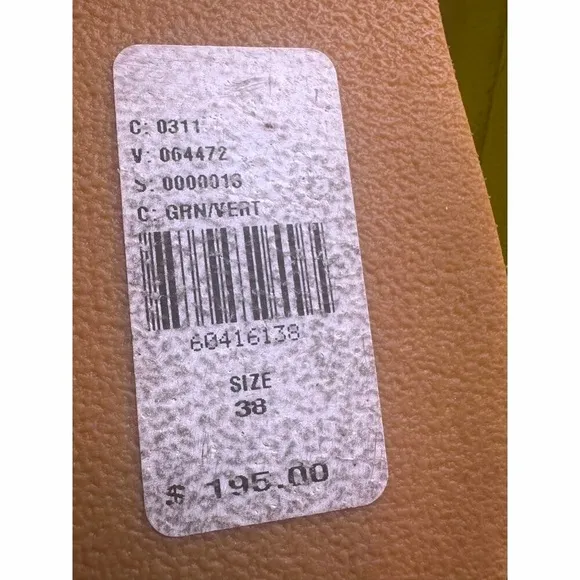 C: 0311
V: 064472
S: 0000013
C: GRN/VERT
60416138
SIZE
38
$ 195.00